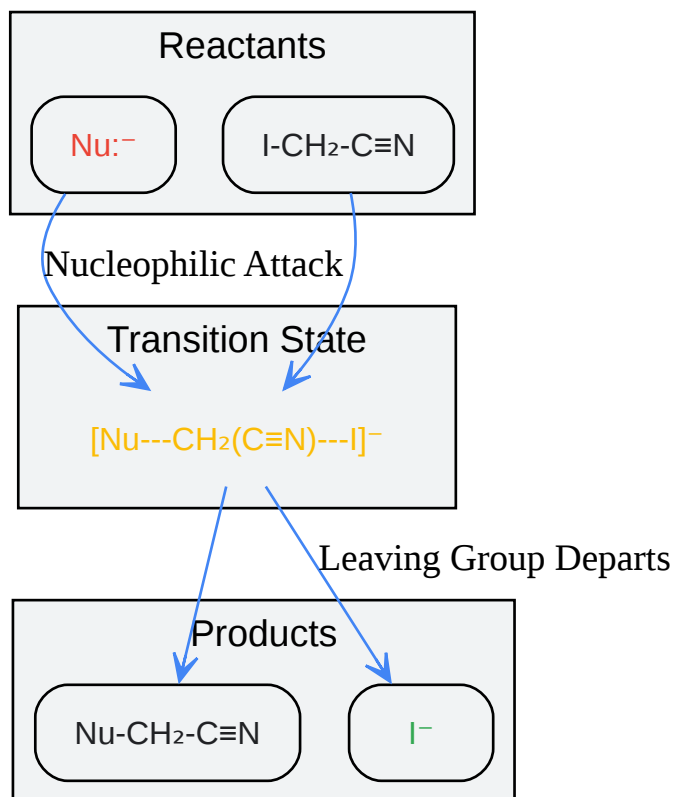 Reactants
Nu:⁻
I-CH₂-C≡N
Nucleophilic Attack
Transition State
[Nu---CH₂(C≡N)---I]⁻
Leaving Group Departs
Products
Nu-CH₂-C≡N
I⁻